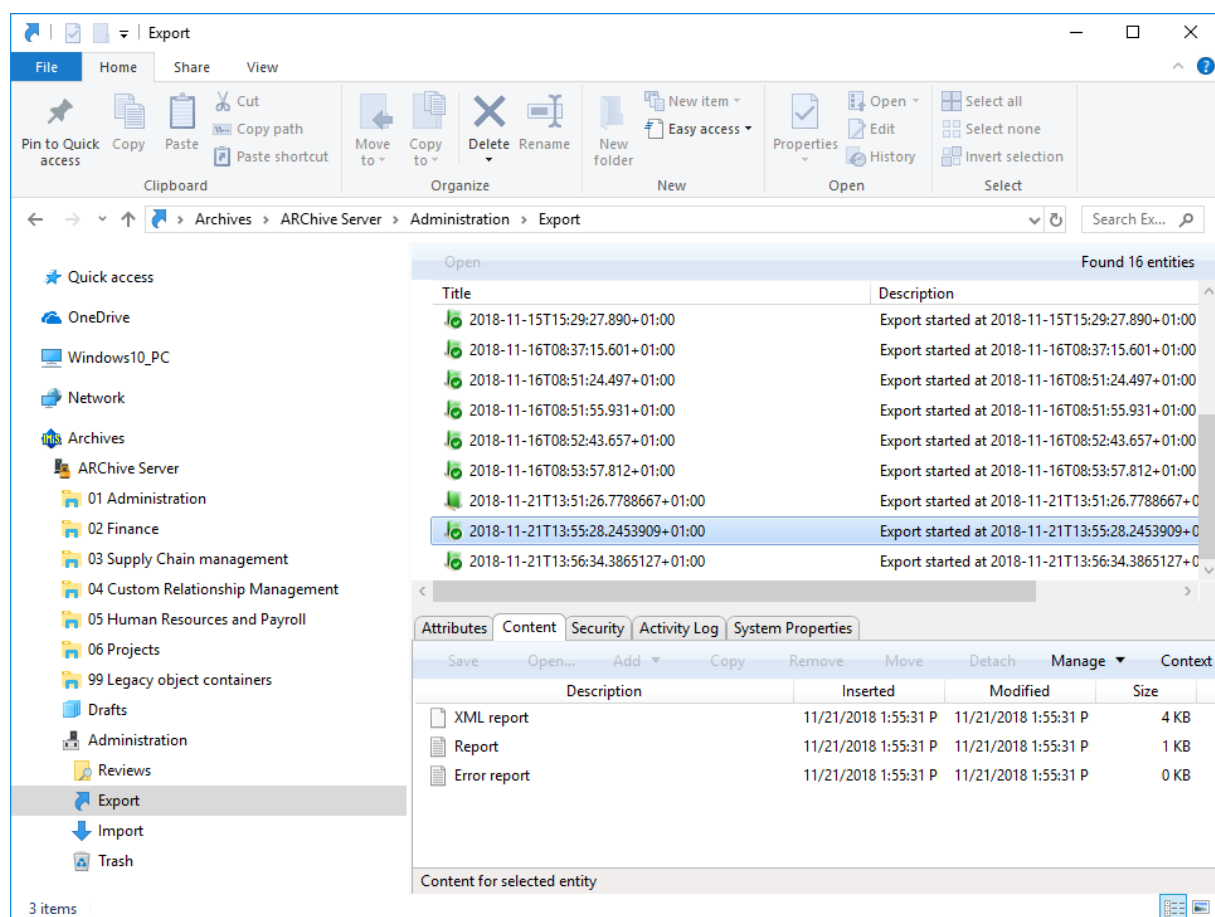 Export
File Home Share View
Pin to Quick access Copy Paste Cut Copy path Paste shortcut Move to Copy to Delete Rename New folder New item Easy access Properties Open Edit History Select all Select none Invert selection
Clipboard Organize New Open Select
Archives > ARChive Server > Administration > Export Search Ex...
Quick access
OneDrive
Windows10_PC
Network
Archives
ARChive Server
01 Administration
02 Finance
03 Supply Chain management
04 Custom Relationship Management
05 Human Resources and Payroll
06 Projects
99 Legacy object containers
Drafts
Administration
Reviews
Export
Import
Trash
Open Found 16 entities
Title Description
2018-11-15T15:29:27.890+01:00 Export started at 2018-11-15T15:29:27.890+01:00
2018-11-16T08:37:15.601+01:00 Export started at 2018-11-16T08:37:15.601+01:00
2018-11-16T08:51:24.497+01:00 Export started at 2018-11-16T08:51:24.497+01:00
2018-11-16T08:51:55.931+01:00 Export started at 2018-11-16T08:51:55.931+01:00
2018-11-16T08:52:43.657+01:00 Export started at 2018-11-16T08:52:43.657+01:00
2018-11-16T08:53:57.812+01:00 Export started at 2018-11-16T08:53:57.812+01:00
2018-11-21T13:51:26.7788667+01:00 Export started at 2018-11-21T13:51:26.7788667+0
2018-11-21T13:55:28.2453909+01:00 Export started at 2018-11-21T13:55:28.2453909+0
2018-11-21T13:56:34.3865127+01:00 Export started at 2018-11-21T13:56:34.3865127+0
Attributes Content Security Activity Log System Properties
Save Open... Add Copy Remove Move Detach Manage Context
Description Inserted Modified Size
XML report 11/21/2018 1:55:31 P 11/21/2018 1:55:31 P 4 KB
Report 11/21/2018 1:55:31 P 11/21/2018 1:55:31 P 1 KB
Error report 11/21/2018 1:55:31 P 11/21/2018 1:55:31 P 0 KB
Content for selected entity
3 items